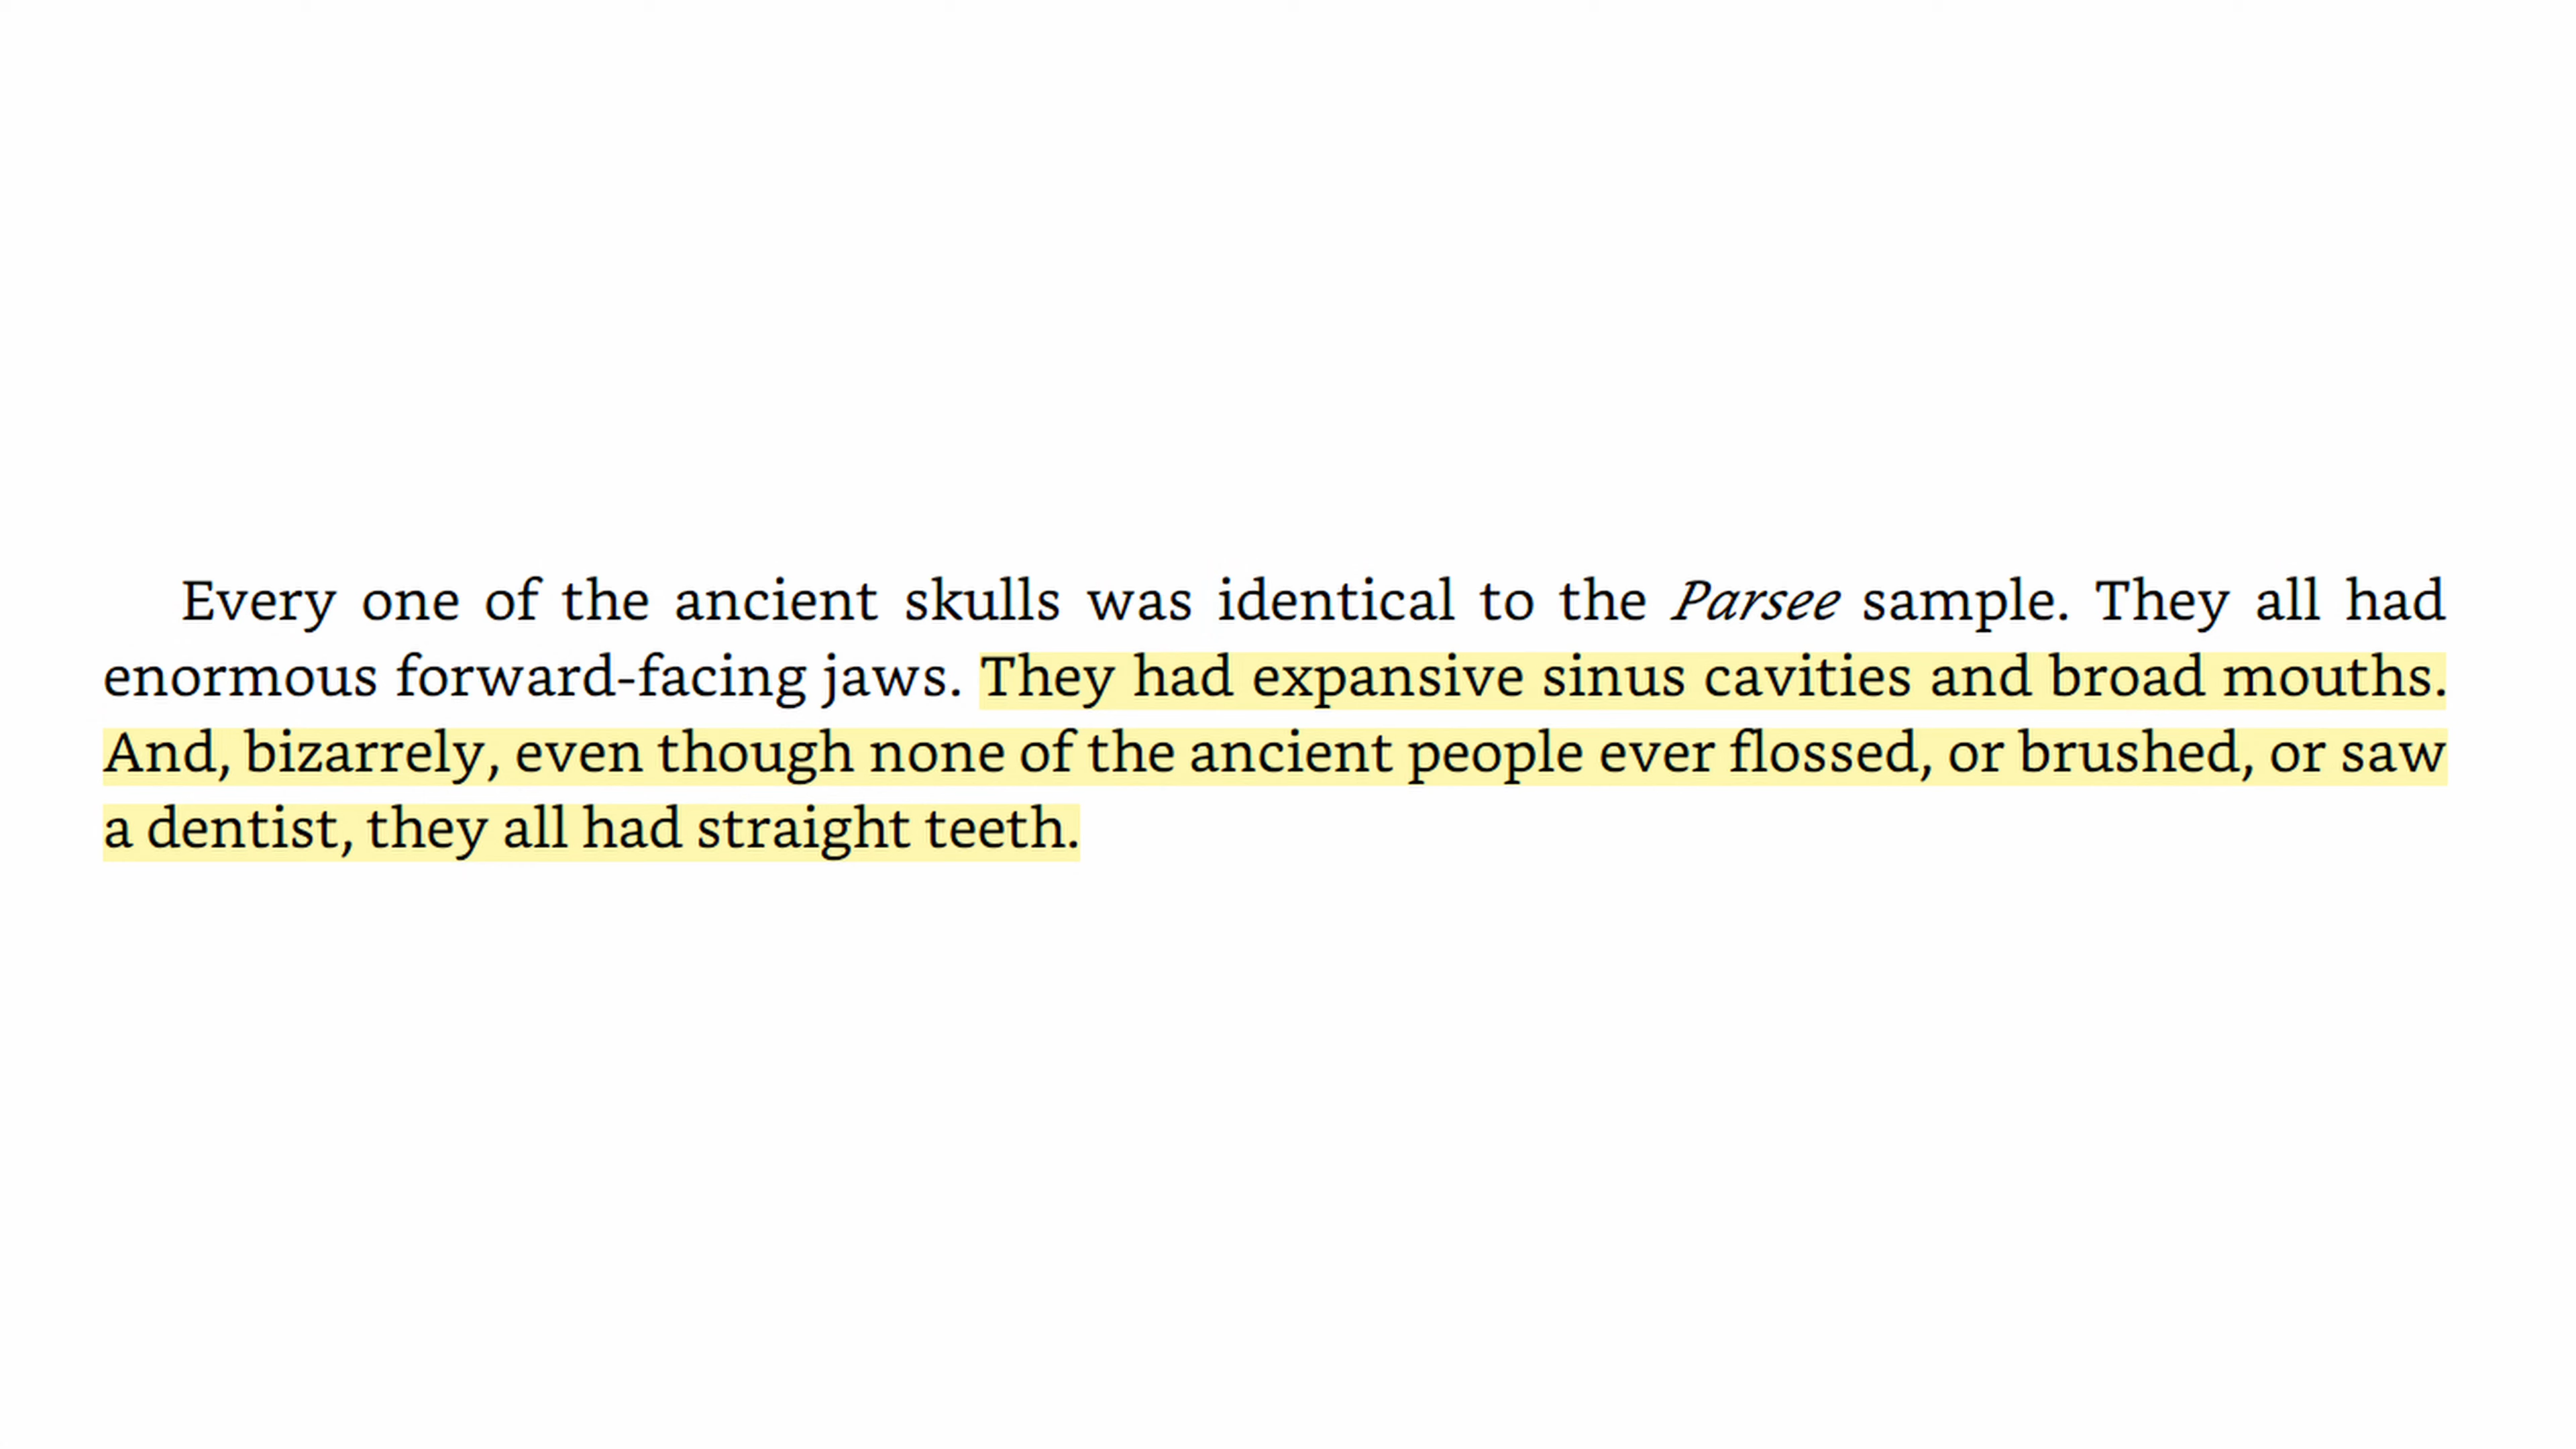 Every one of the ancient skulls was identical to the Parsee sample. They all had
enormous forward-facing jaws. They had expansive sinus cavities and broad mouths.
And, bizarrely, even though none of the ancient people ever flossed, or brushed, or saw
a dentist, they all had straight teeth.